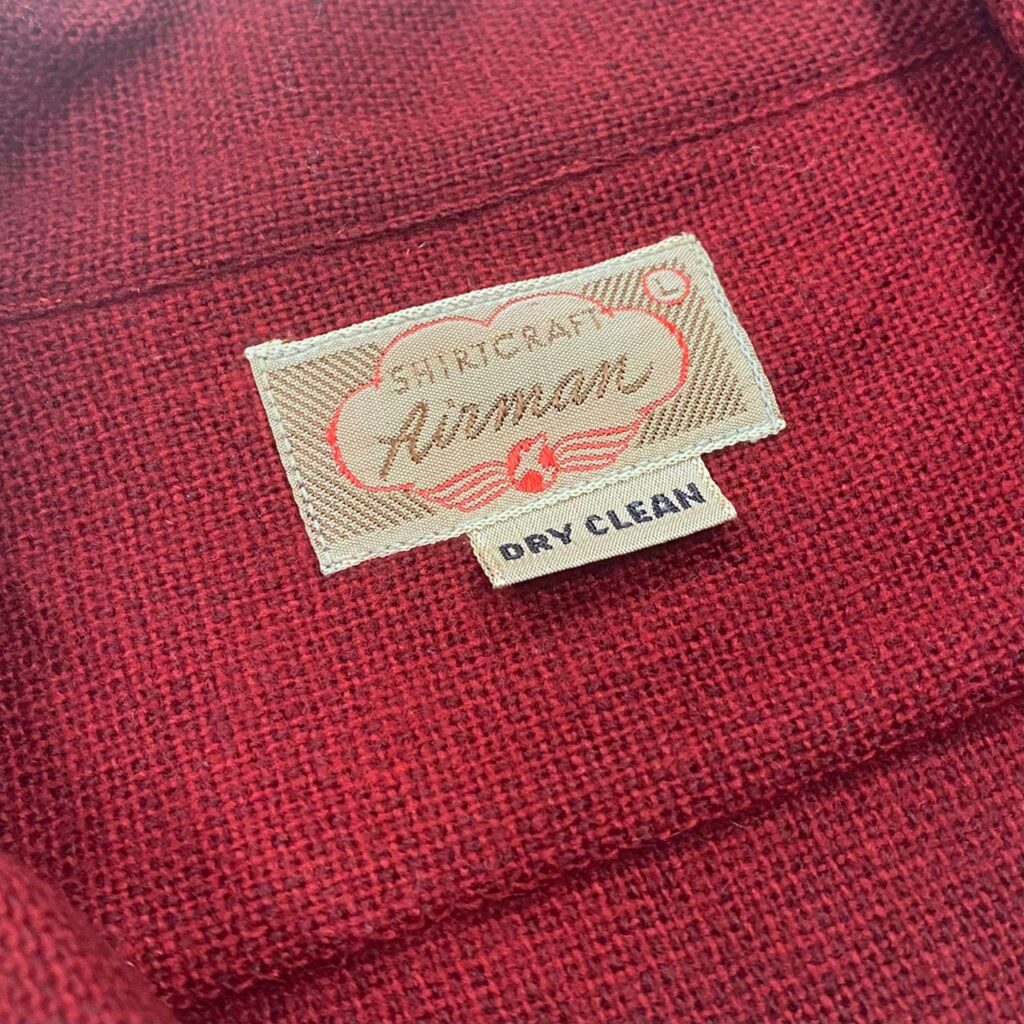 L
SHIRTCRAFT
Airman
DRY CLEAN